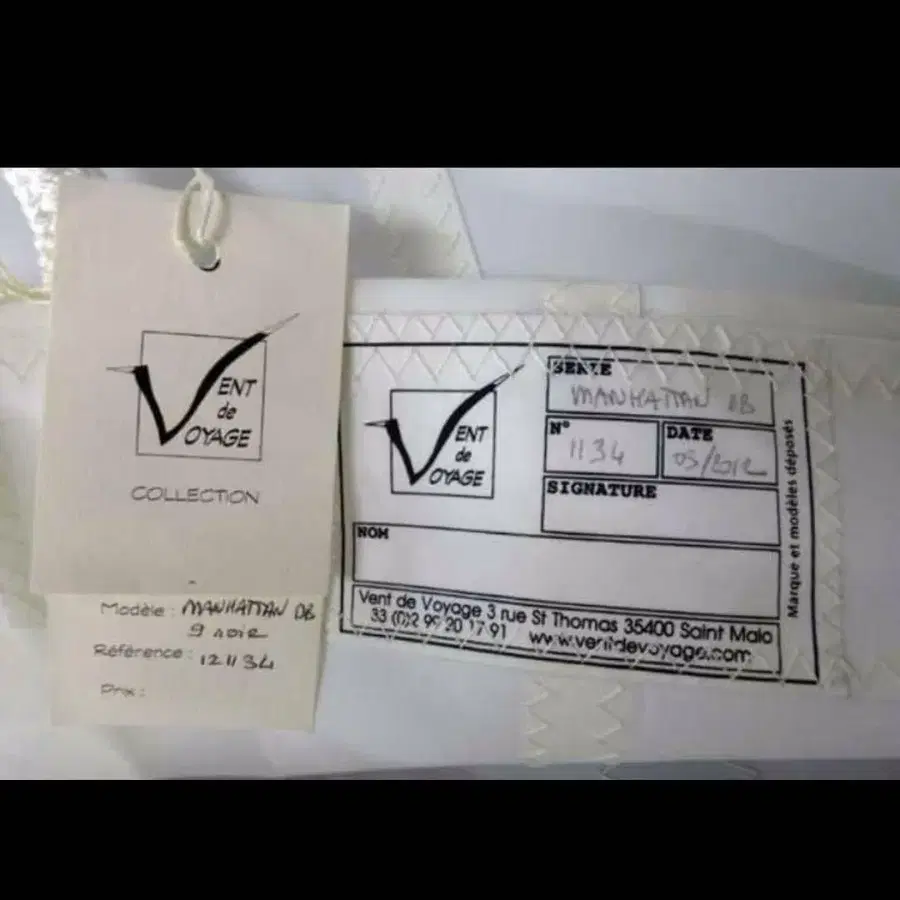 VENT
de
VOYAGE
COLLECTION
Modèle : MANHATTAN DB
9 noir
Référence : 121134
Prix :
VENT
de
VOYAGE
SERIE
MANHATTAN DB
N° DATE
1134 05/2012
SIGNATURE
NOM
Vent de Voyage 3 rue St Thomas 35400 Saint Malo
33 (0)2 99 20 17 91 www.ventdevoyage.com
Marque et modèles déposés